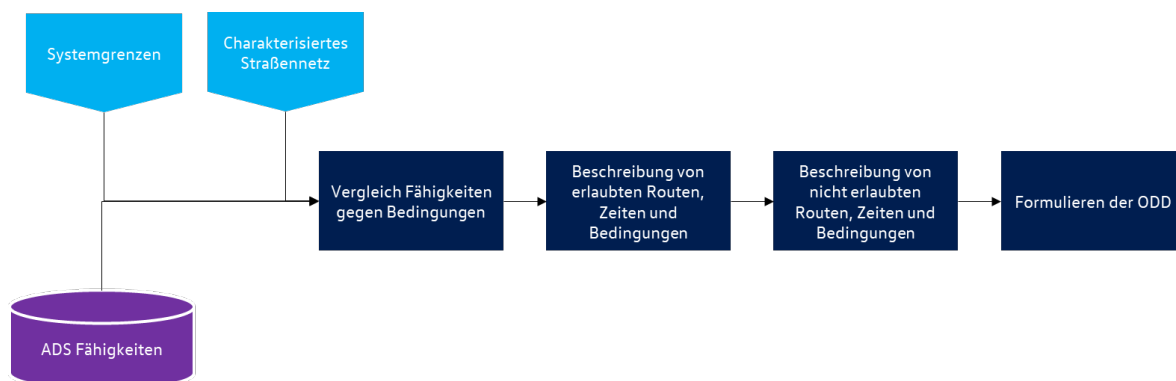 Systemgrenzen
Charakterisiertes
Straßennetz
Vergleich Fähigkeiten
gegen Bedingungen
Beschreibung von
erlaubten Routen,
Zeiten und
Bedingungen
Beschreibung von
nicht erlaubten
Routen, Zeiten und
Bedingungen
Formulieren der ODD
ADS Fähigkeiten